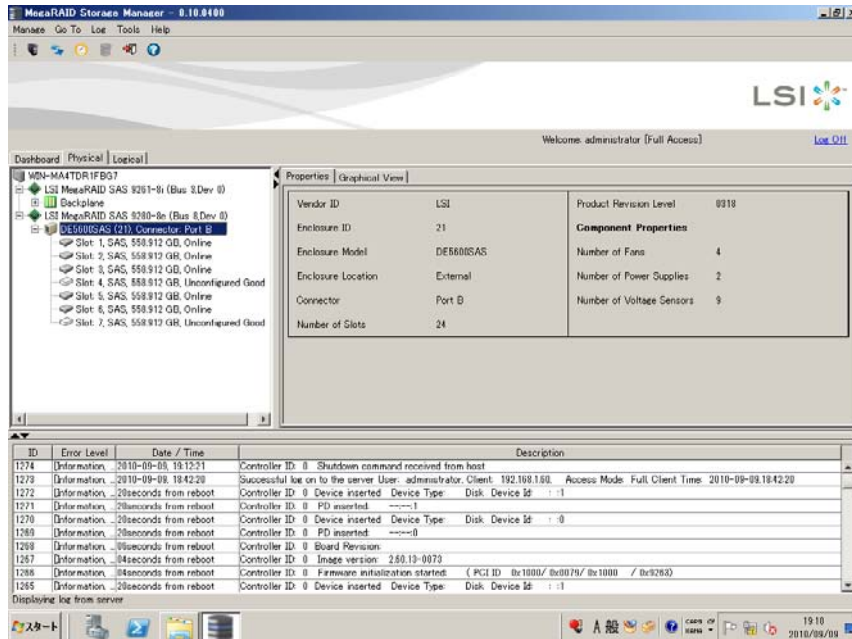 MegaRAID Storage Manager - 8.10.0400
Manage Go To Log Tools Help
LSI
Welcome: administrator [Full Access]
Log Off
Dashboard Physical Logical
WIN-MA4TDR1FBG7
LSI MegaRAID SAS 9261-8i (Bus 3,Dev 0)
Backplane
LSI MegaRAID SAS 9280-8e (Bus 8,Dev 0)
DE5600SAS (21), Connector: Port B
Slot: 1, SAS, 558.912 GB, Online
Slot: 2, SAS, 558.912 GB, Online
Slot: 3, SAS, 558.912 GB, Online
Slot: 4, SAS, 558.912 GB, Unconfigured Good
Slot: 5, SAS, 558.912 GB, Online
Slot: 6, SAS, 558.912 GB, Online
Slot: 7, SAS, 558.912 GB, Unconfigured Good
Properties Graphical View
Vendor ID LSI
Enclosure ID 21
Enclosure Model DE5600SAS
Enclosure Location External
Connector Port B
Number of Slots 24
Product Revision Level 0318
Component Properties
Number of Fans 4
Number of Power Supplies 2
Number of Voltage Sensors 9
ID Error Level Date / Time Description
1274 [Information, ... 2010-09-09, 19:12:21 Controller ID: 0 Shutdown command received from host
1273 [Information, ... 2010-09-09, 18:42:20 Successful log on to the server User: administrator, Client: 192.168.1.60, Access Mode: Full, Client Time: 2010-09-09,18:42:20
1272 [Information, ... 20seconds from reboot Controller ID: 0 Device inserted Device Type: Disk Device Id: : :1
1271 [Information, ... 20seconds from reboot Controller ID: 0 PD inserted: --:--:1
1270 [Information, ... 20seconds from reboot Controller ID: 0 Device inserted Device Type: Disk Device Id: : :0
1269 [Information, ... 20seconds from reboot Controller ID: 0 PD inserted: --:--:0
1268 [Information, ... 06seconds from reboot Controller ID: 0 Board Revision:
1267 [Information, ... 04seconds from reboot Controller ID: 0 Image version: 2.60.13-0073
1266 [Information, ... 04seconds from reboot Controller ID: 0 Firmware initialization started: ( PCI ID 0x1000/ 0x0079/ 0x1000 / 0x9263)
1265 [Information, ... 20seconds from reboot Controller ID: 0 Device inserted Device Type: Disk Device Id: : :1
Displaying log from server
スタート
A 般
CAPS
KANA
19:10
2010/09/09